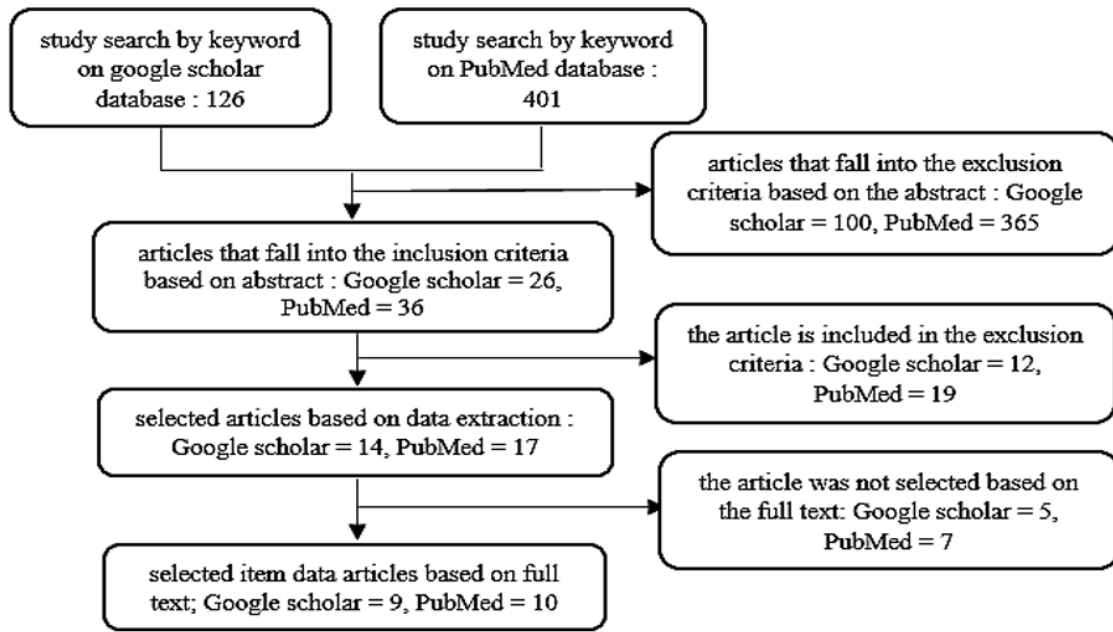 study search by keyword
on google scholar
database : 126
study search by keyword
on PubMed database :
401
articles that fall into the exclusion
criteria based on the abstract : Google
scholar = 100, PubMed = 365
articles that fall into the inclusion criteria
based on abstract : Google scholar = 26,
PubMed = 36
the article is included in the exclusion
criteria : Google scholar = 12,
PubMed = 19
selected articles based on data extraction :
Google scholar = 14, PubMed = 17
the article was not selected based on
the full text: Google scholar = 5,
PubMed = 7
selected item data articles based on full
text; Google scholar = 9, PubMed = 10